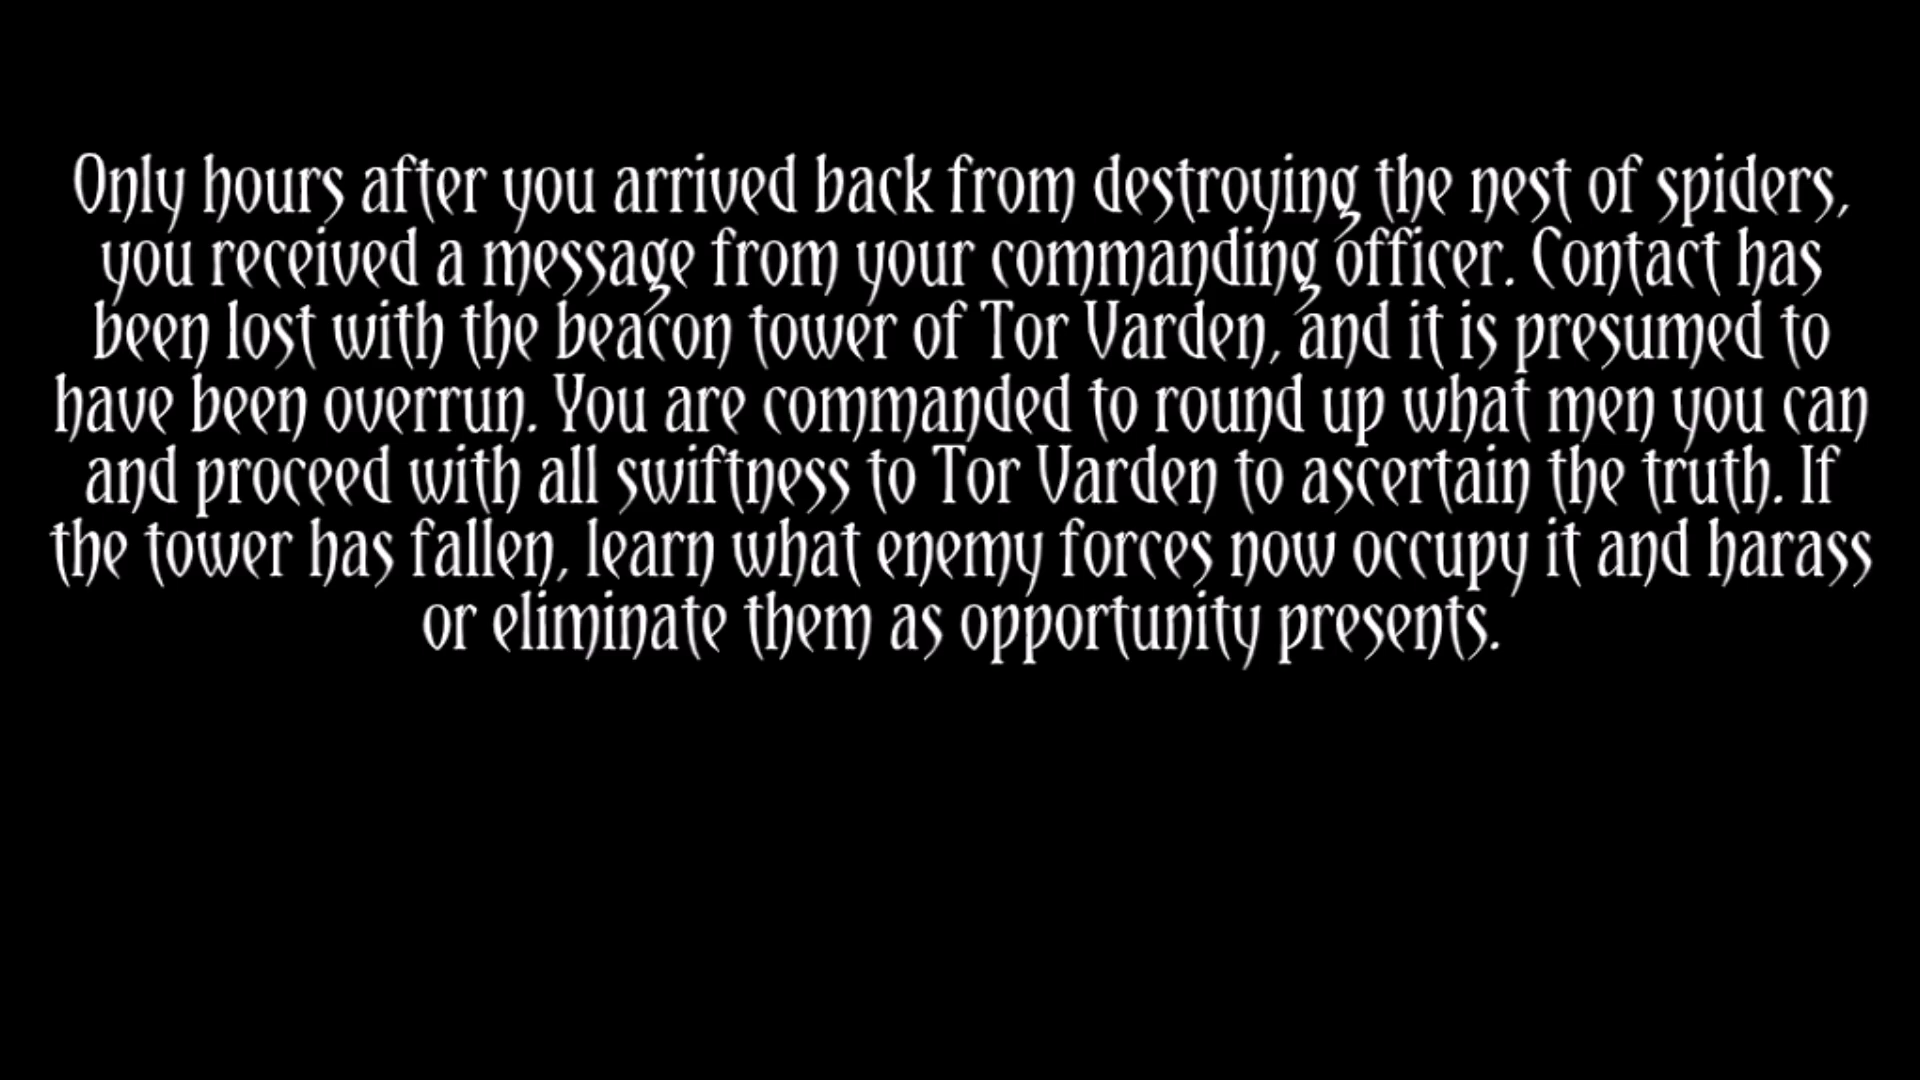 Only hours after you arrived back from destroying the nest of spiders,
you received a message from your commanding officer. Contact has
been lost with the beacon tower of Tor Varden, and it is presumed to
have been overrun. You are commanded to round up what men you can
and proceed with all swiftness to Tor Varden to ascertain the truth. If
the tower has fallen, learn what enemy forces now occupy it and harass
or eliminate them as opportunity presents.